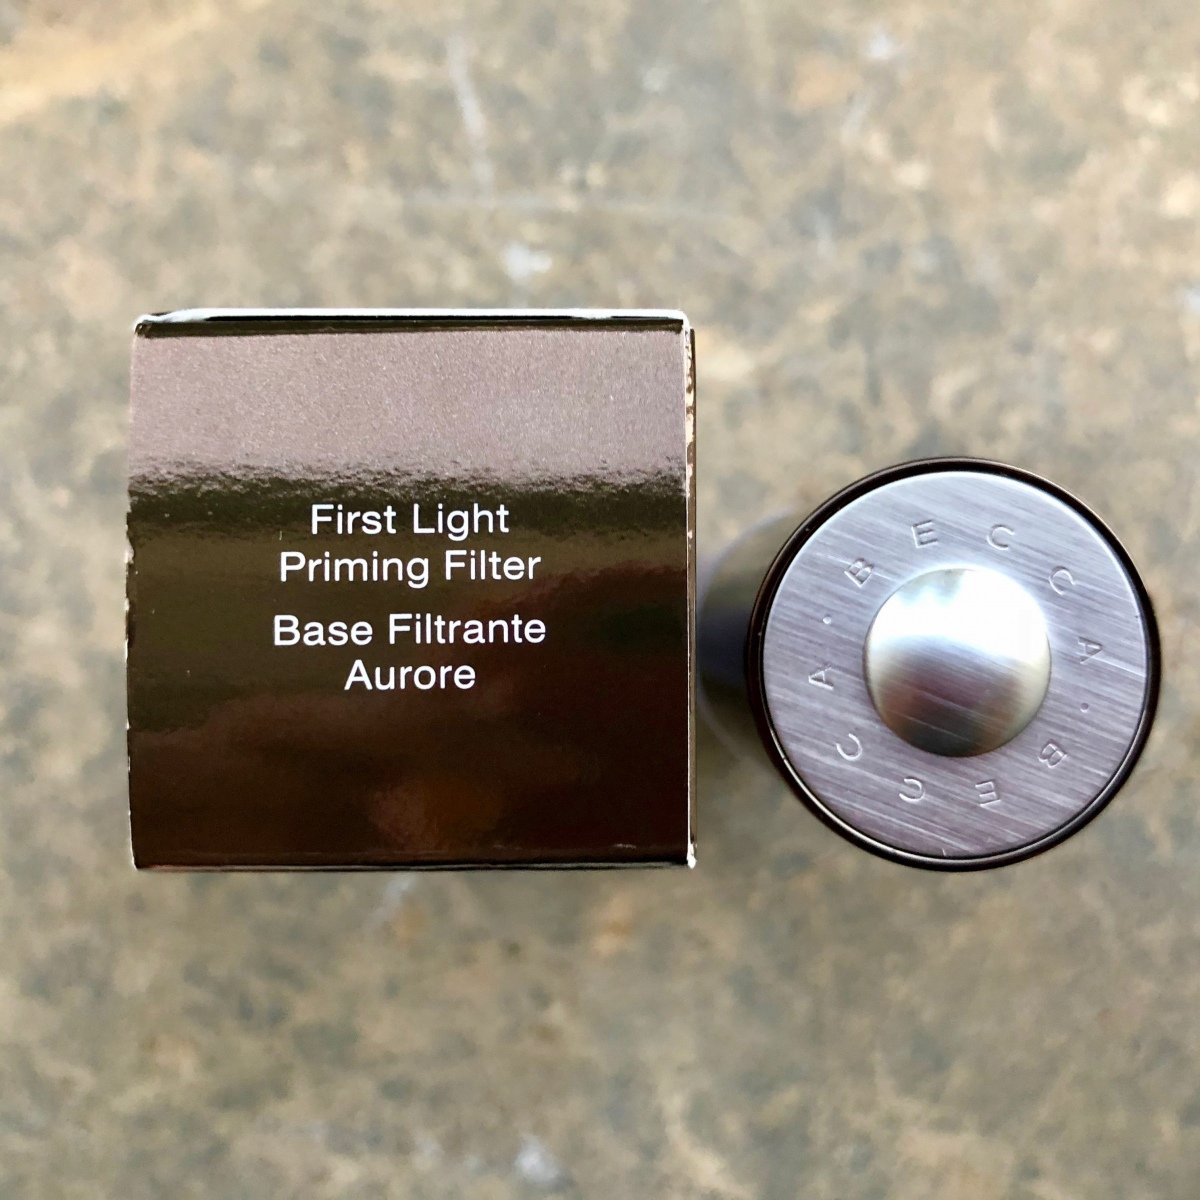 First Light
Priming Filter
Base Filtrante
Aurore
BECCA · BECCA ·